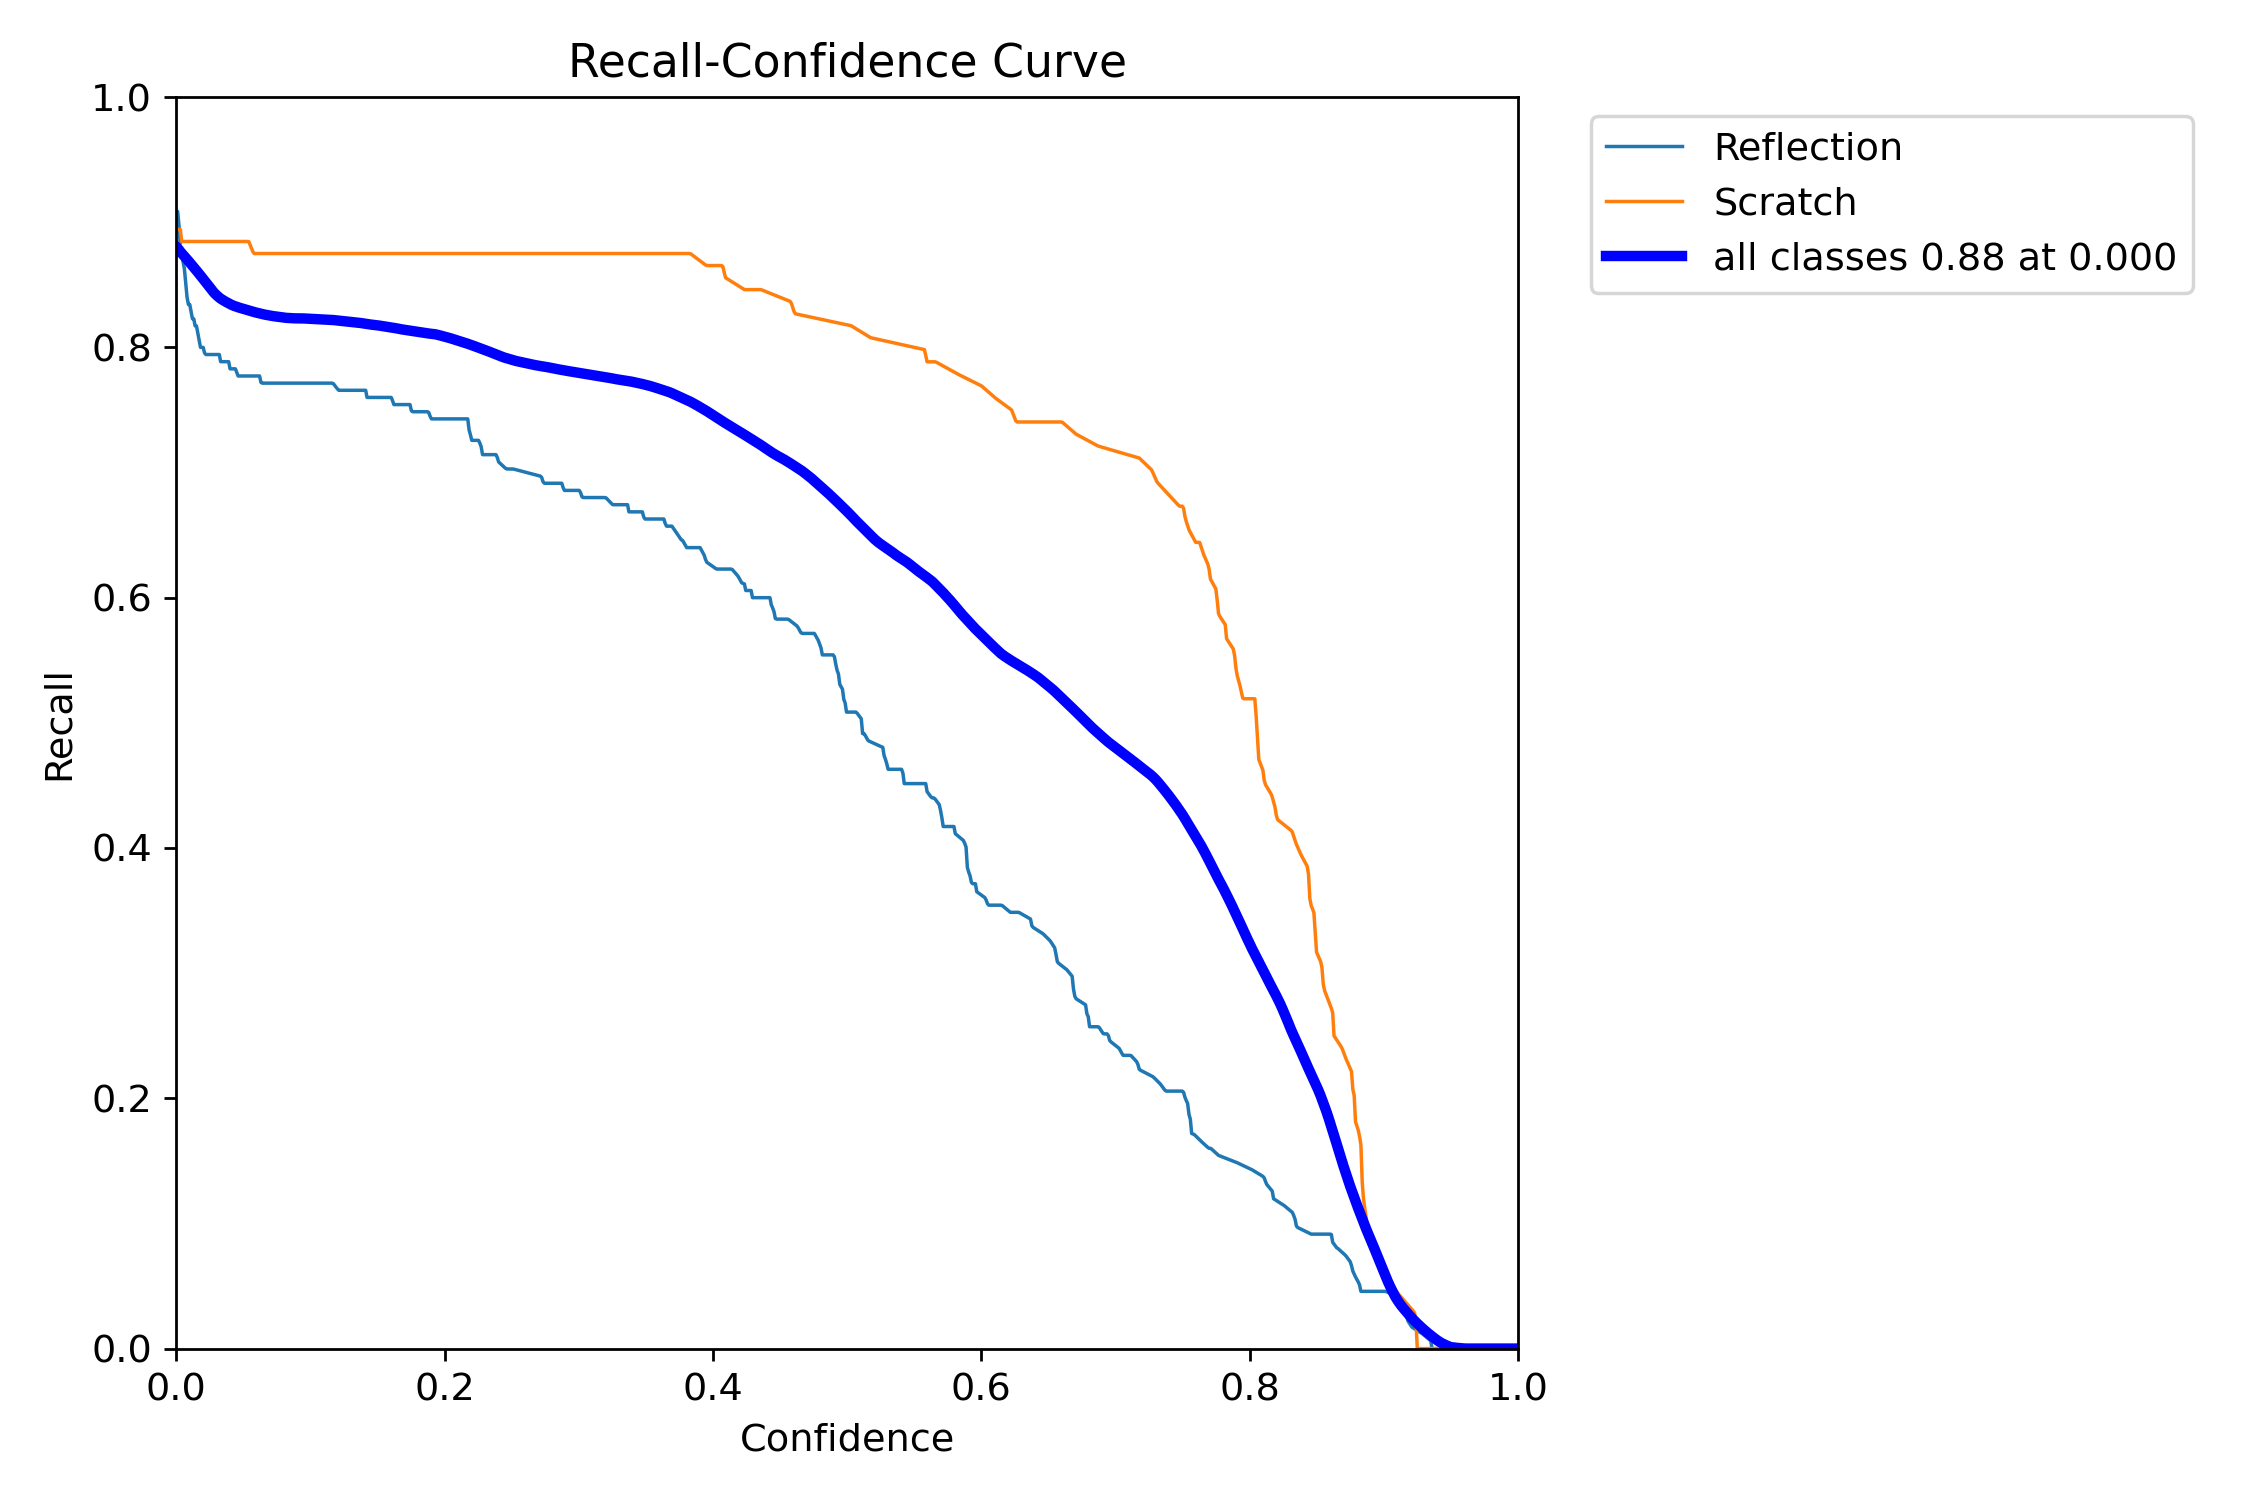 Recall-Confidence Curve
1.0
0.8
0.6
0.4
0.2
0.0
Recall
0.0 0.2 0.4 0.6 0.8 1.0
Confidence
Reflection
Scratch
all classes 0.88 at 0.000